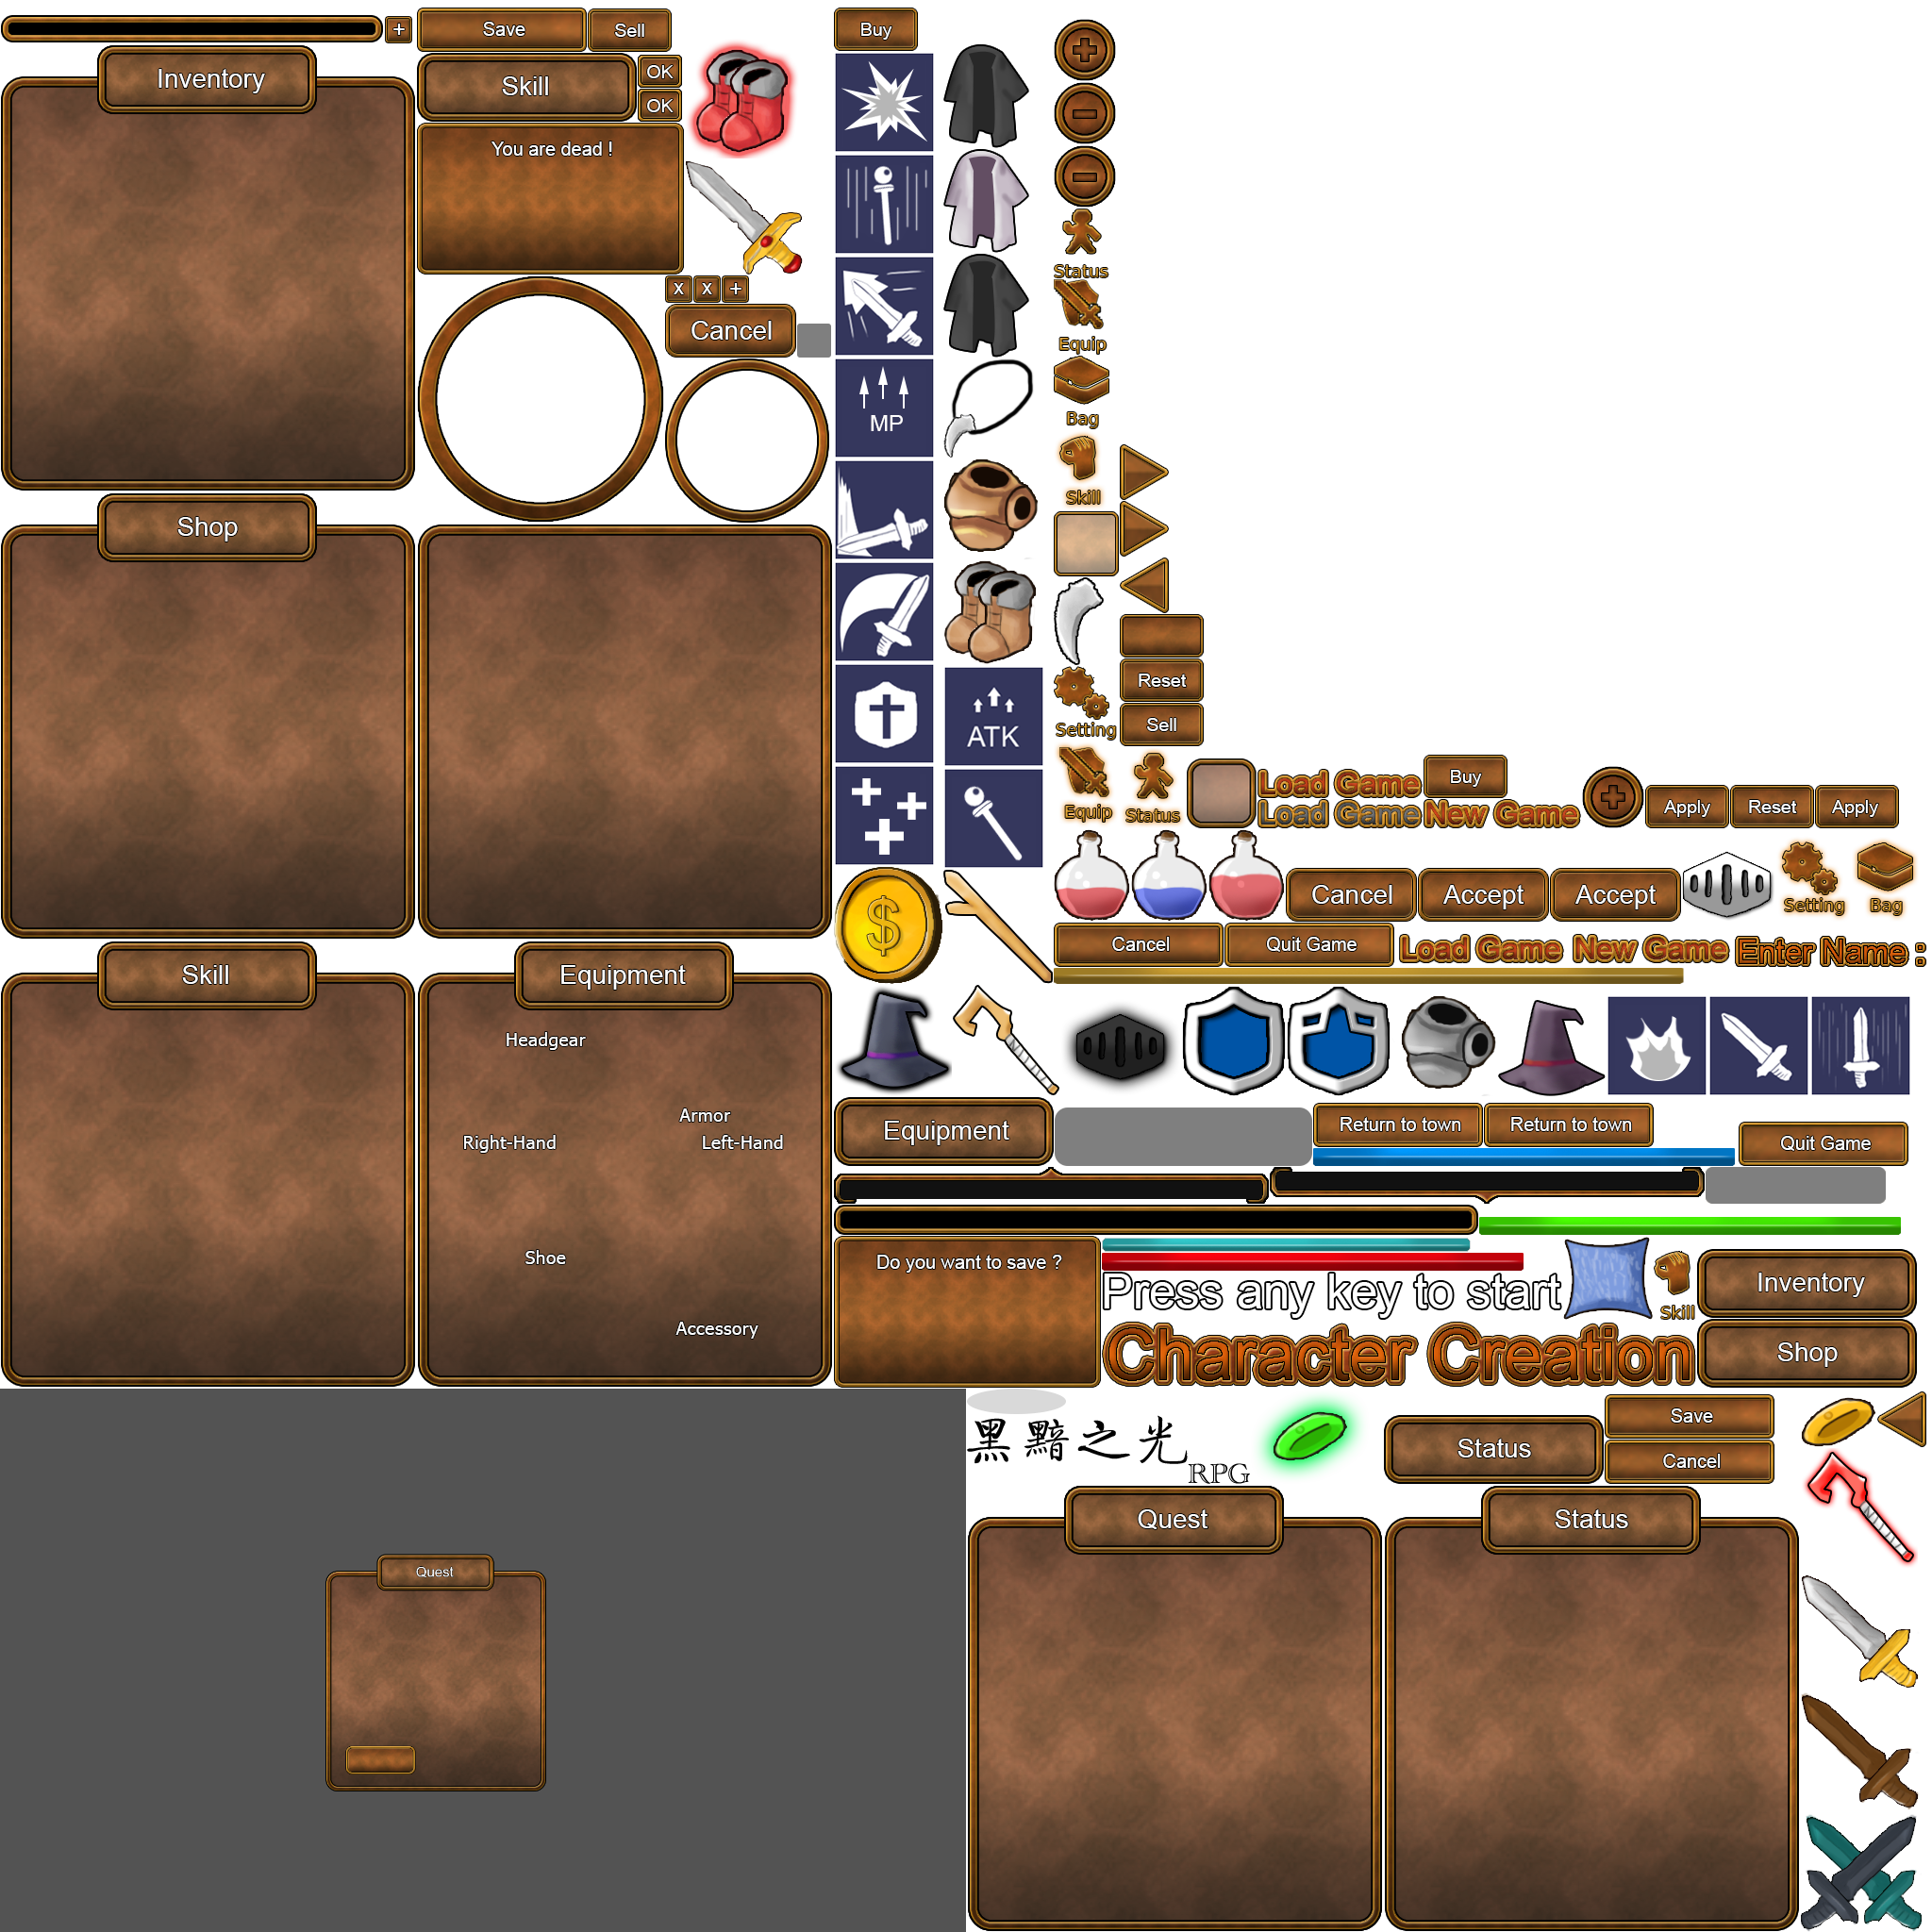 Save
Sell
Buy
Inventory
Skill
OK
OK
You are dead !
Status
x x +
Cancel
Equip
MP
Bag
Skill
Shop
Reset
Sell
Setting
ATK
Equip
Status
Load Game
Buy
Load Game
New Game
Apply
Reset
Apply
Cancel
Accept
Accept
Setting
Bag
$
Cancel
Quit Game
Load Game
New Game
Enter Name :
Skill
Equipment
Headgear
Armor
Right-Hand
Left-Hand
Shoe
Accessory
Equipment
Return to town
Return to town
Quit Game
Do you want to save ?
Press any key to start
Skill
Inventory
Character Creation
Shop
黑黯之光
RPG
Status
Save
Cancel
Quest
Status
Quest